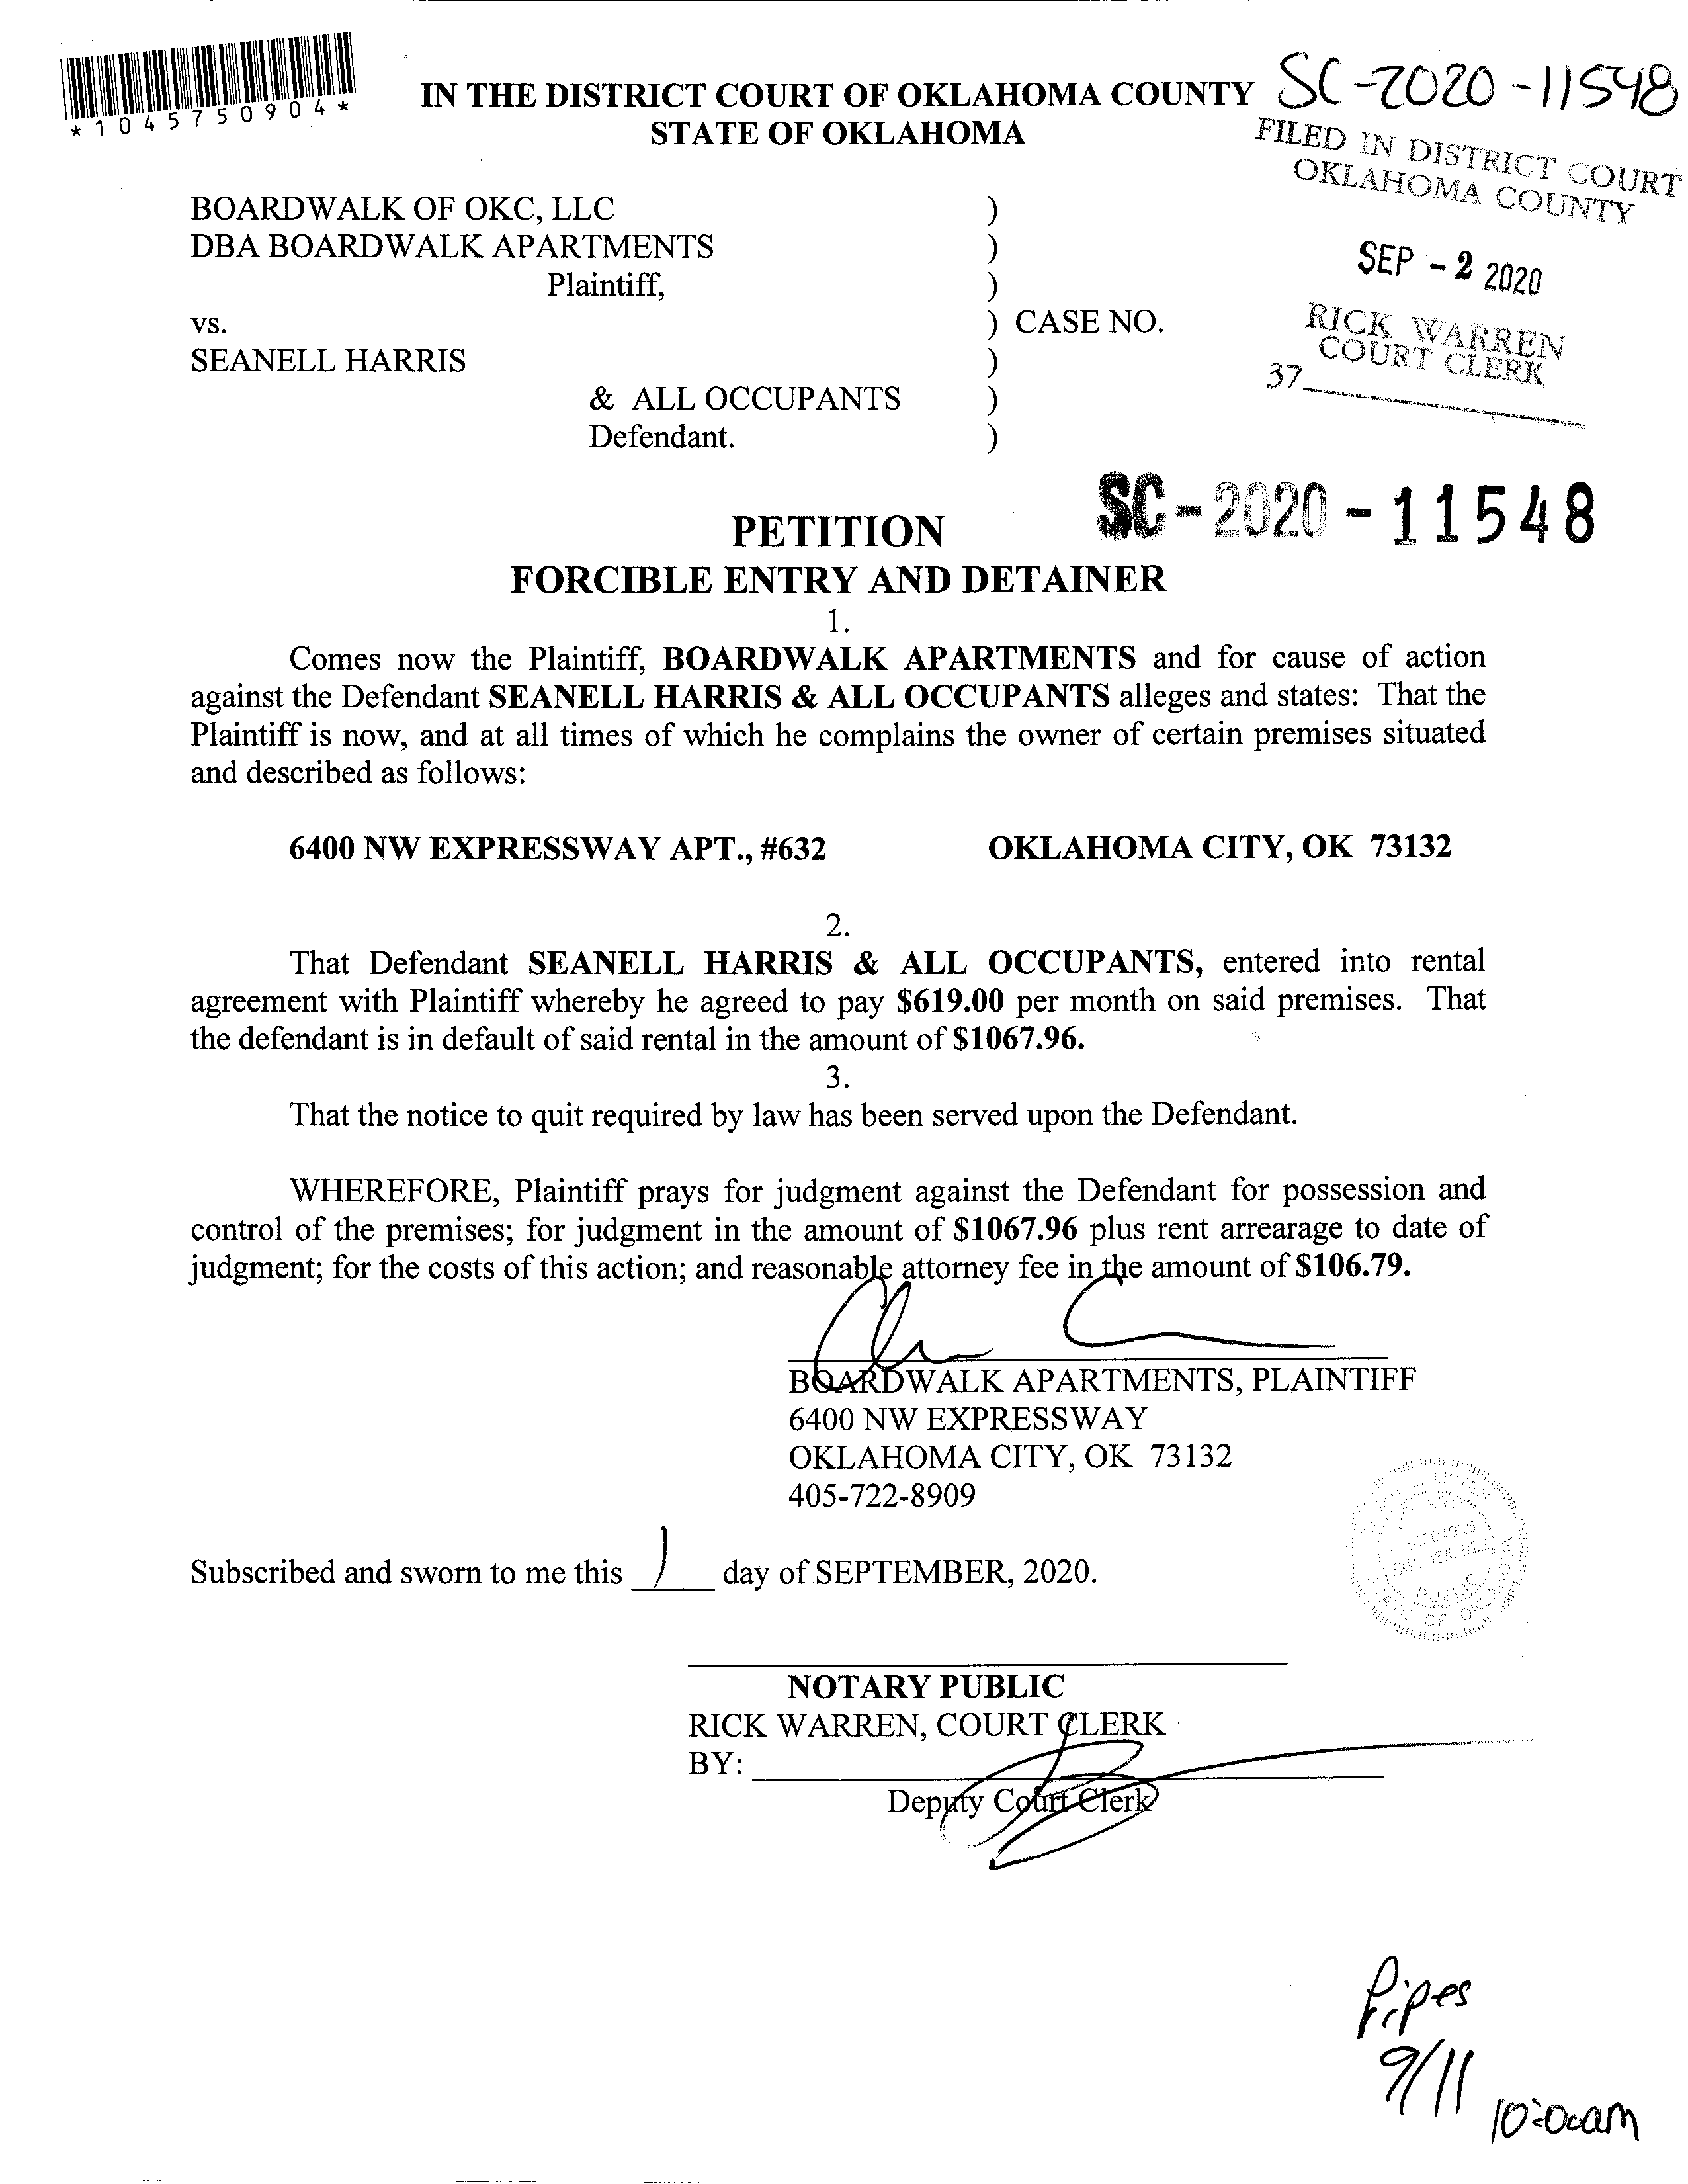 *1045750904*
IN THE DISTRICT COURT OF OKLAHOMA COUNTY
STATE OF OKLAHOMA
SC-2020-11548
FILED IN DISTRICT COURT
OKLAHOMA COUNTY
SEP - 2 2020
RICK WARREN
COURT CLERK
37
BOARDWALK OF OKC, LLC )
DBA BOARDWALK APARTMENTS )
Plaintiff, )
vs. ) CASE NO.
SEANELL HARRIS )
& ALL OCCUPANTS )
Defendant. )
SC-2020-11548
PETITION
FORCIBLE ENTRY AND DETAINER
1.
Comes now the Plaintiff, BOARDWALK APARTMENTS and for cause of action
against the Defendant SEANELL HARRIS & ALL OCCUPANTS alleges and states: That the
Plaintiff is now, and at all times of which he complains the owner of certain premises situated
and described as follows:
6400 NW EXPRESSWAY APT., #632 OKLAHOMA CITY, OK 73132
2.
That Defendant SEANELL HARRIS & ALL OCCUPANTS, entered into rental
agreement with Plaintiff whereby he agreed to pay $619.00 per month on said premises. That
the defendant is in default of said rental in the amount of $1067.96.
3.
That the notice to quit required by law has been served upon the Defendant.
WHEREFORE, Plaintiff prays for judgment against the Defendant for possession and
control of the premises; for judgment in the amount of $1067.96 plus rent arrearage to date of
judgment; for the costs of this action; and reasonable attorney fee in the amount of $106.79.
BOARDWALK APARTMENTS, PLAINTIFF
6400 NW EXPRESSWAY
OKLAHOMA CITY, OK 73132
405-722-8909
Subscribed and sworn to me this 1 day of SEPTEMBER, 2020.
NOTARY
PUBLIC
STATE OF OKLAHOMA
NOTARY PUBLIC
RICK WARREN, COURT CLERK
BY:
Deputy Court Clerk
Pipes
9/11
10:00am